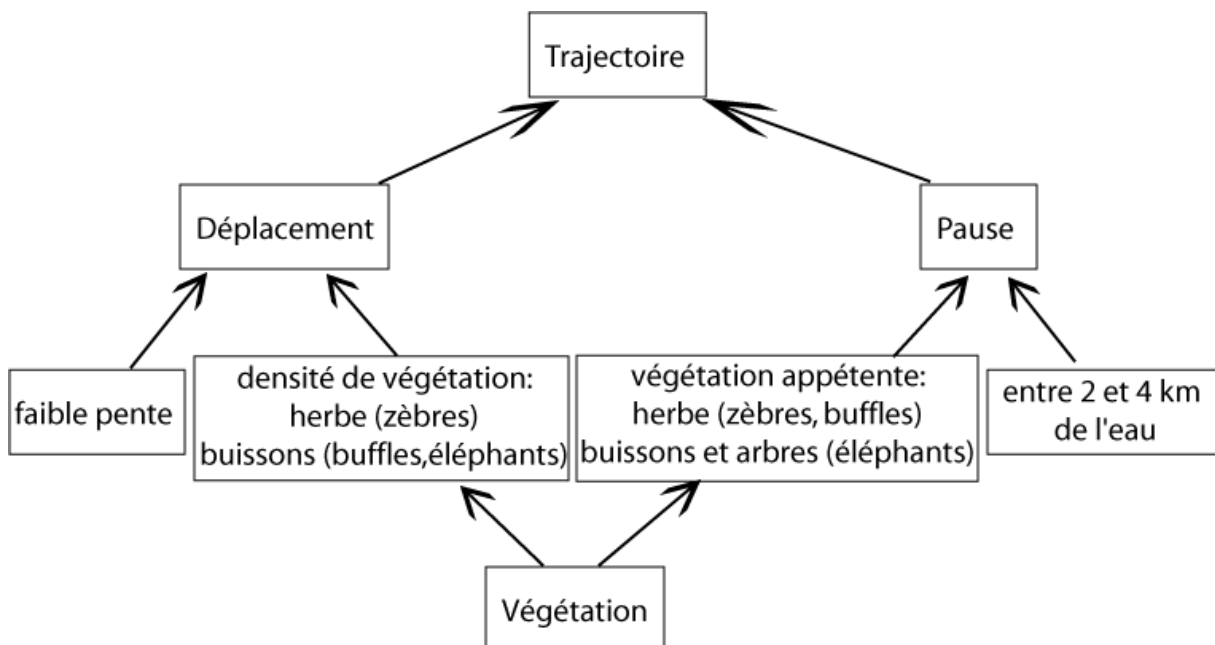 Trajectoire
Déplacement
Pause
faible pente
densité de végétation:
herbe (zèbres)
buissons (buffles,éléphants)
végétation appétente:
herbe (zèbres, buffles)
buissons et arbres (éléphants)
entre 2 et 4 km
de l'eau
Végétation